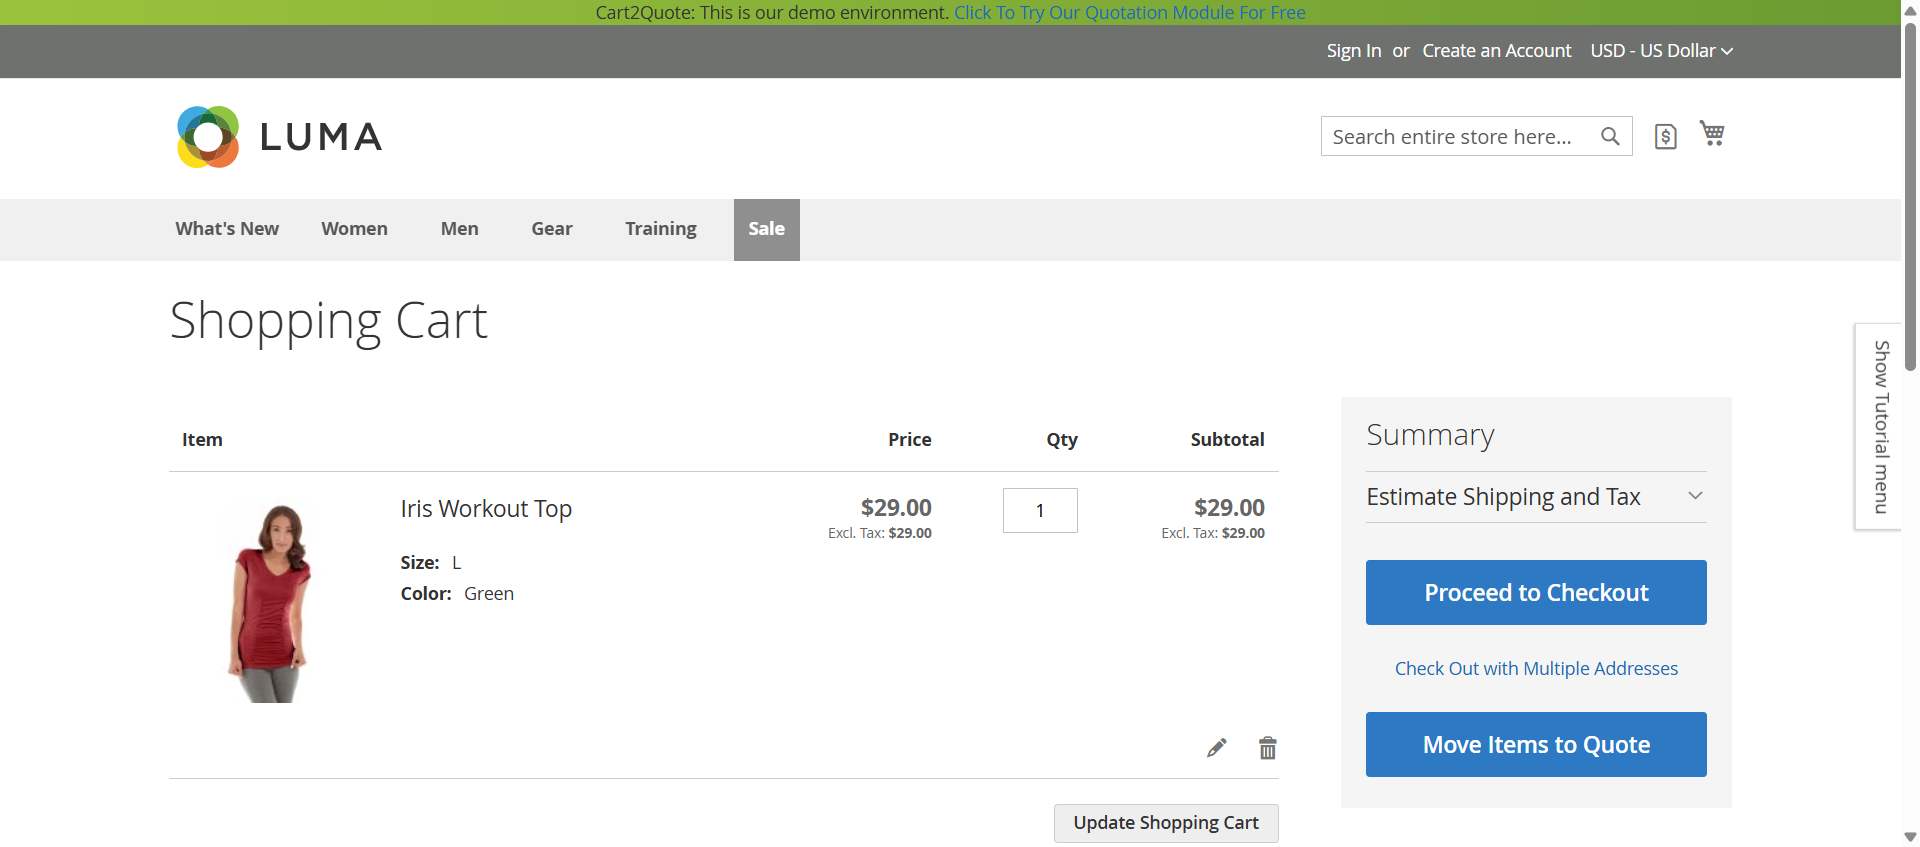 Cart2Quote: This is our demo environment. Click To Try Our Quotation Module For Free
Sign In or Create an Account USD - US Dollar
LUMA
Search entire store here...
What's New Women Men Gear Training Sale
Shopping Cart
Show Tutorial menu
Item Price Qty Subtotal
Iris Workout Top $29.00 1 $29.00
Excl. Tax: $29.00 Excl. Tax: $29.00
Size: L
Color: Green
Update Shopping Cart
Summary
Estimate Shipping and Tax
Proceed to Checkout
Check Out with Multiple Addresses
Move Items to Quote